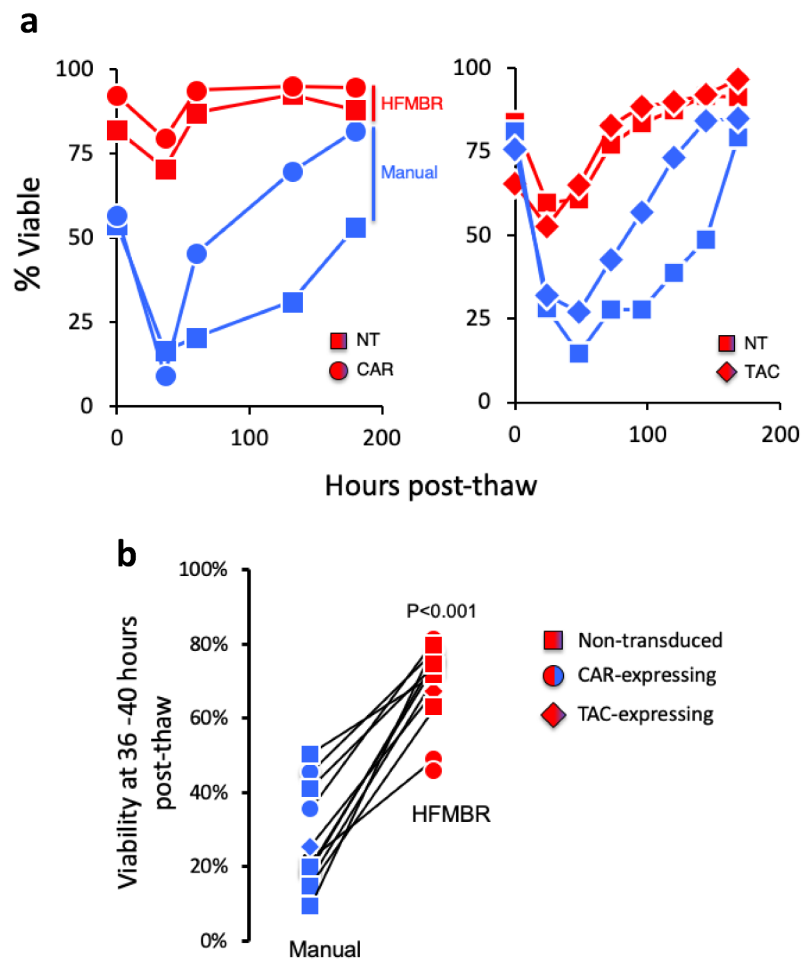 a
100
75
50
25
0
0
100
200
% Viable
HFMBR
Manual
NT
CAR
100
75
50
25
0
0
100
200
NT
TAC
Hours post-thaw
b
100%
80%
60%
40%
20%
0%
Viability at 36 -40 hours
post-thaw
P<0.001
HFMBR
Manual
Non-transduced
CAR-expressing
TAC-expressing